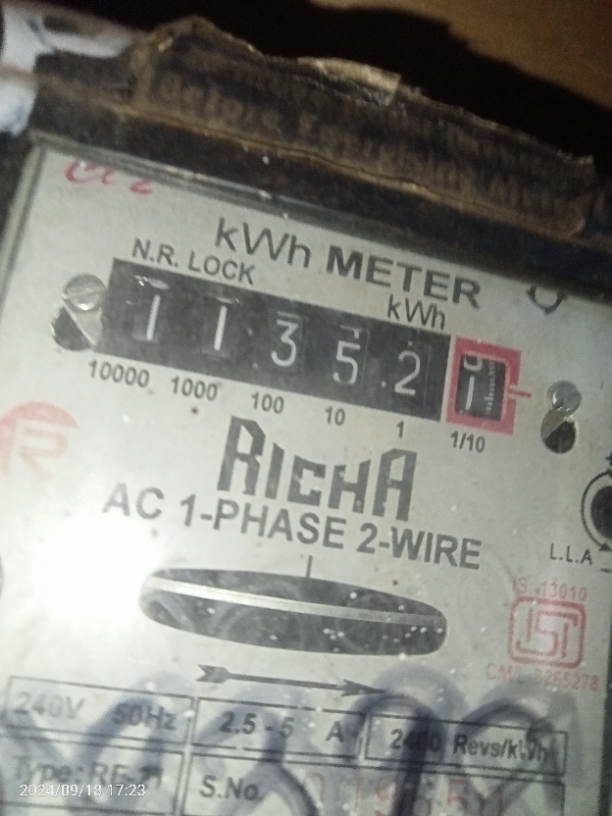 kWh METER
N.R. LOCK
kWh
1 1 3 5 2 1
10000 1000 100 10 1 1/10
RICHA
AC 1-PHASE 2-WIRE
L.L.A
IS 13010
ISI
240V 50Hz 2.5-5 A Revs/kWh
Type:
S.No.
2024/09/18 17:23